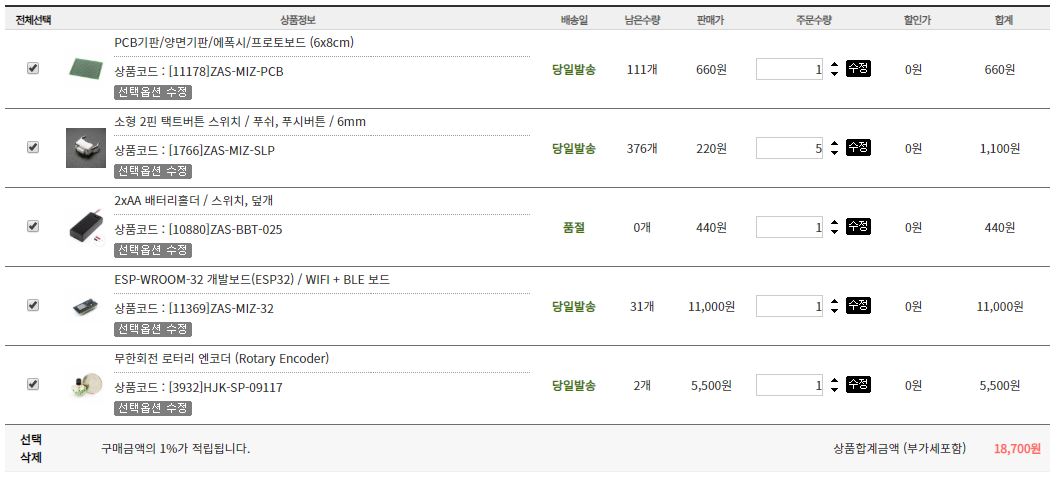 전체선택 상품정보 배송일 남은수량 판매가 주문수량 할인가 합계
PCB기판/양면기판/에폭시/프로토보드 (6x8cm)
상품코드 : [11178]ZAS-MIZ-PCB 당일발송 111개 660원 1 수정 0원 660원
선택옵션 수정
소형 2핀 택트버튼 스위치 / 푸쉬, 푸시버튼 / 6mm
상품코드 : [1766]ZAS-MIZ-SLP 당일발송 376개 220원 5 수정 0원 1,100원
선택옵션 수정
2xAA 배터리홀더 / 스위치, 덮개
상품코드 : [10880]ZAS-BBT-025 품절 0개 440원 1 수정 0원 440원
선택옵션 수정
ESP-WROOM-32 개발보드(ESP32) / WIFI + BLE 보드
상품코드 : [11369]ZAS-MIZ-32 당일발송 31개 11,000원 1 수정 0원 11,000원
선택옵션 수정
무한회전 로터리 엔코더 (Rotary Encoder)
상품코드 : [3932]HJK-SP-09117 당일발송 2개 5,500원 1 수정 0원 5,500원
선택옵션 수정
선택
삭제
구매금액의 1%가 적립됩니다. 상품합계금액 (부가세포함) 18,700원